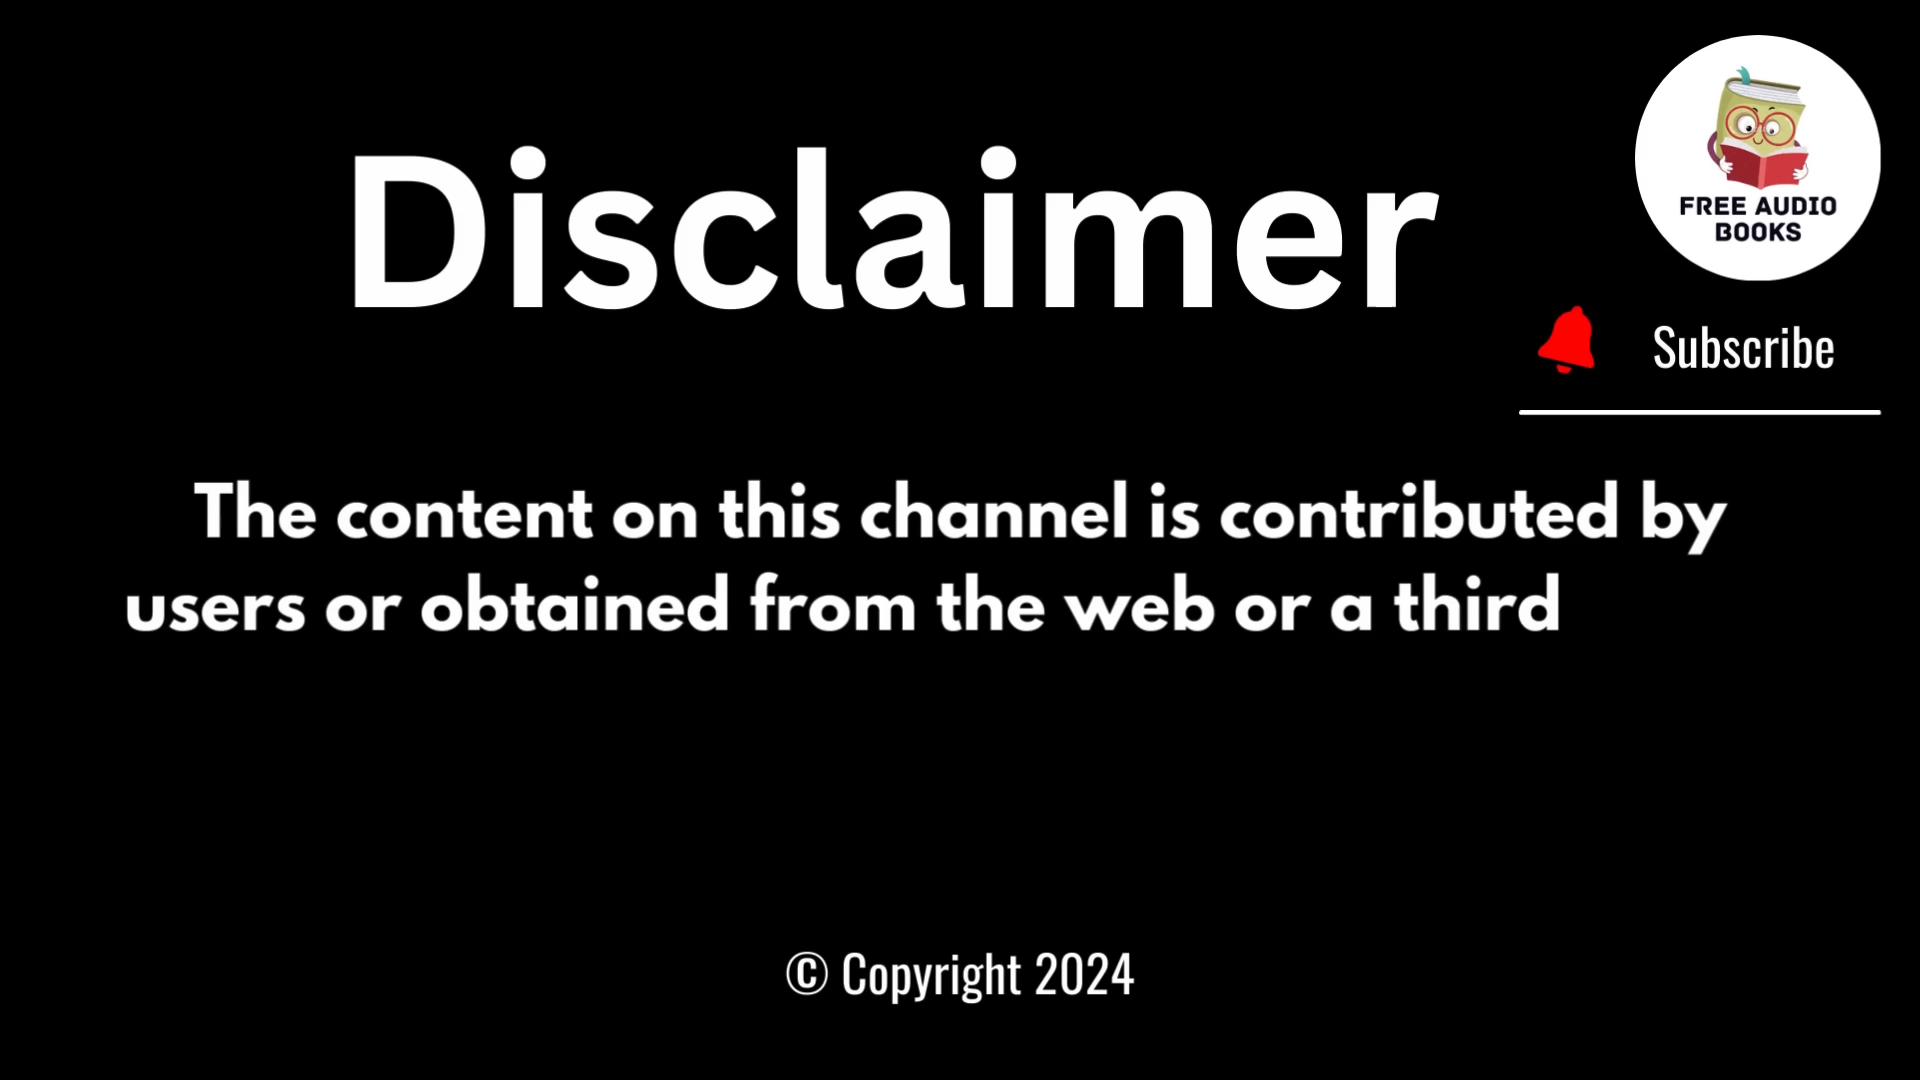 Disclaimer
FREE AUDIO
BOOKS
Subscribe
The content on this channel is contributed by
users or obtained from the web or a third
© Copyright 2024